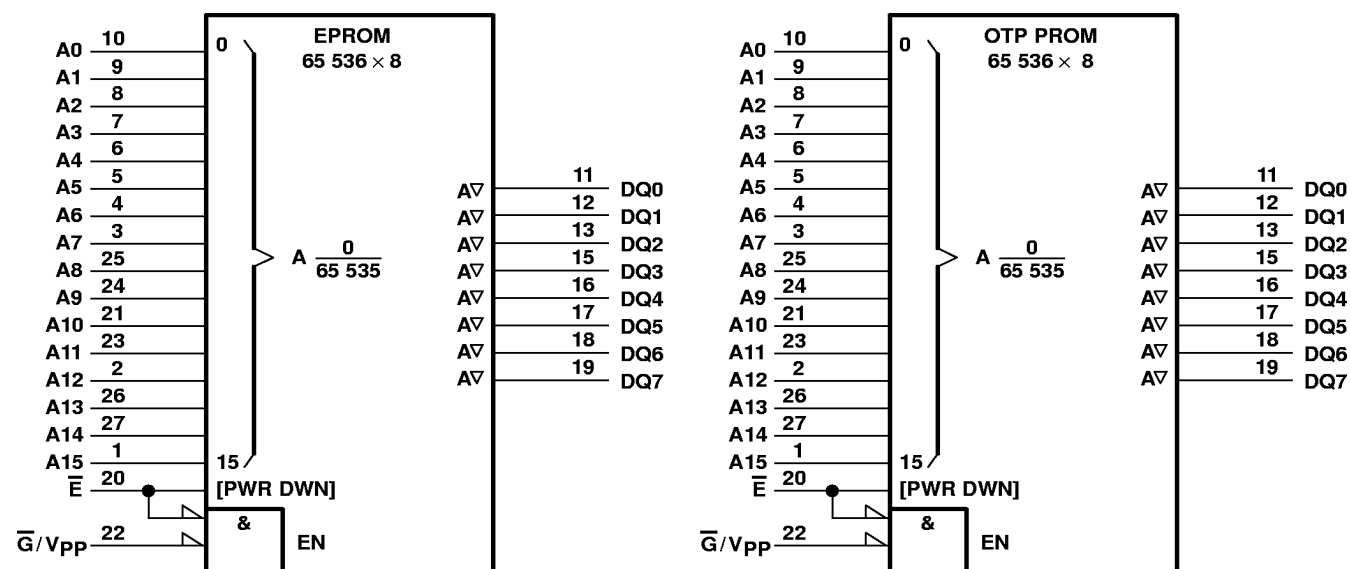 EPROM
65 536 × 8
A0 10 0
A1 9
A2 8
A3 7
A4 6
A5 5
A6 4
A7 3
A8 25
A9 24
A10 21
A11 23
A12 2
A13 26
A14 27
A15 1 15
E̅ 20 [PWR DWN]
&
G̅/VPP 22 EN
A 0
65 535
A▽ 11 DQ0
A▽ 12 DQ1
A▽ 13 DQ2
A▽ 15 DQ3
A▽ 16 DQ4
A▽ 17 DQ5
A▽ 18 DQ6
A▽ 19 DQ7
OTP PROM
65 536 × 8
A0 10 0
A1 9
A2 8
A3 7
A4 6
A5 5
A6 4
A7 3
A8 25
A9 24
A10 21
A11 23
A12 2
A13 26
A14 27
A15 1 15
E̅ 20 [PWR DWN]
&
G̅/VPP 22 EN
A 0
65 535
A▽ 11 DQ0
A▽ 12 DQ1
A▽ 13 DQ2
A▽ 15 DQ3
A▽ 16 DQ4
A▽ 17 DQ5
A▽ 18 DQ6
A▽ 19 DQ7